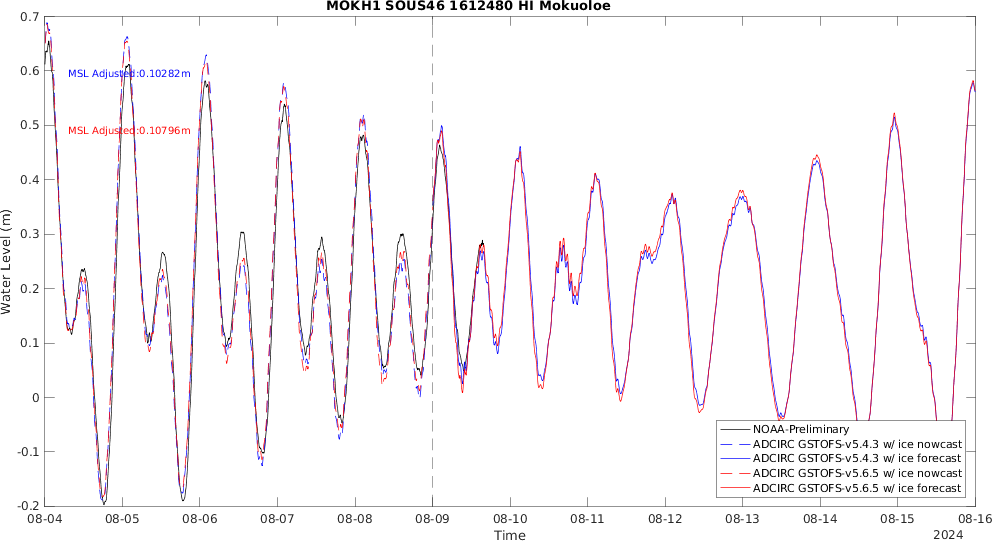 MOKH1 SOUS46 1612480 HI Mokuoloe
0.7
0.6
0.5
0.4
0.3
0.2
0.1
0
-0.1
-0.2
Water Level (m)
MSL Adjusted:0.10282m
MSL Adjusted:0.10796m
NOAA-Preliminary
ADCIRC GSTOFS-v5.4.3 w/ ice nowcast
ADCIRC GSTOFS-v5.4.3 w/ ice forecast
ADCIRC GSTOFS-v5.6.5 w/ ice nowcast
ADCIRC GSTOFS-v5.6.5 w/ ice forecast
08-04 08-05 08-06 08-07 08-08 08-09 08-10 08-11 08-12 08-13 08-14 08-15 08-16
Time
2024